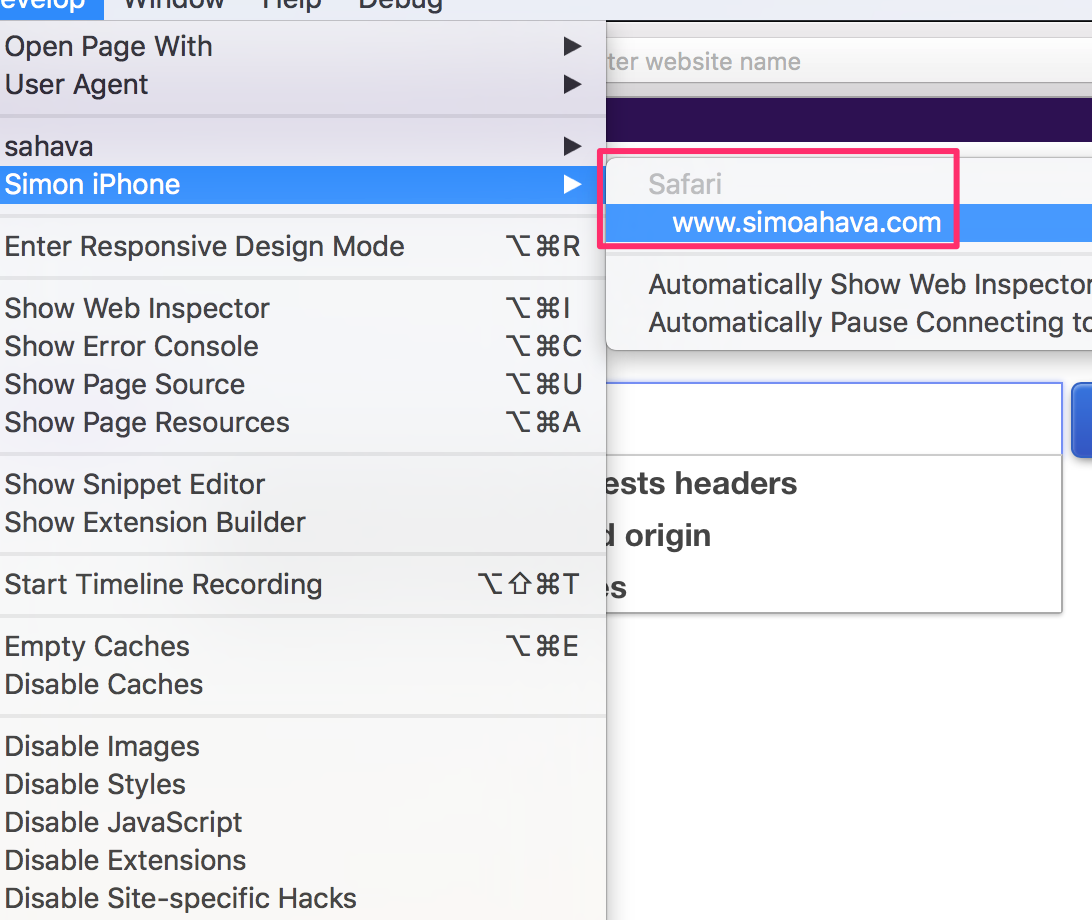 evelop Window Help Debug
Open Page With ▶
User Agent ▶
ter website name
sahava ▶
Simon iPhone ▶
Safari
www.simoahava.com
Enter Responsive Design Mode ⌥⌘R
Automatically Show Web Inspector
Automatically Pause Connecting to
Show Web Inspector ⌥⌘I
Show Error Console ⌥⌘C
Show Page Source ⌥⌘U
Show Page Resources ⌥⌘A
Show Snippet Editor
Show Extension Builder
ests headers
d origin
es
Start Timeline Recording ⌥⇧⌘T
Empty Caches ⌥⌘E
Disable Caches
Disable Images
Disable Styles
Disable JavaScript
Disable Extensions
Disable Site-specific Hacks